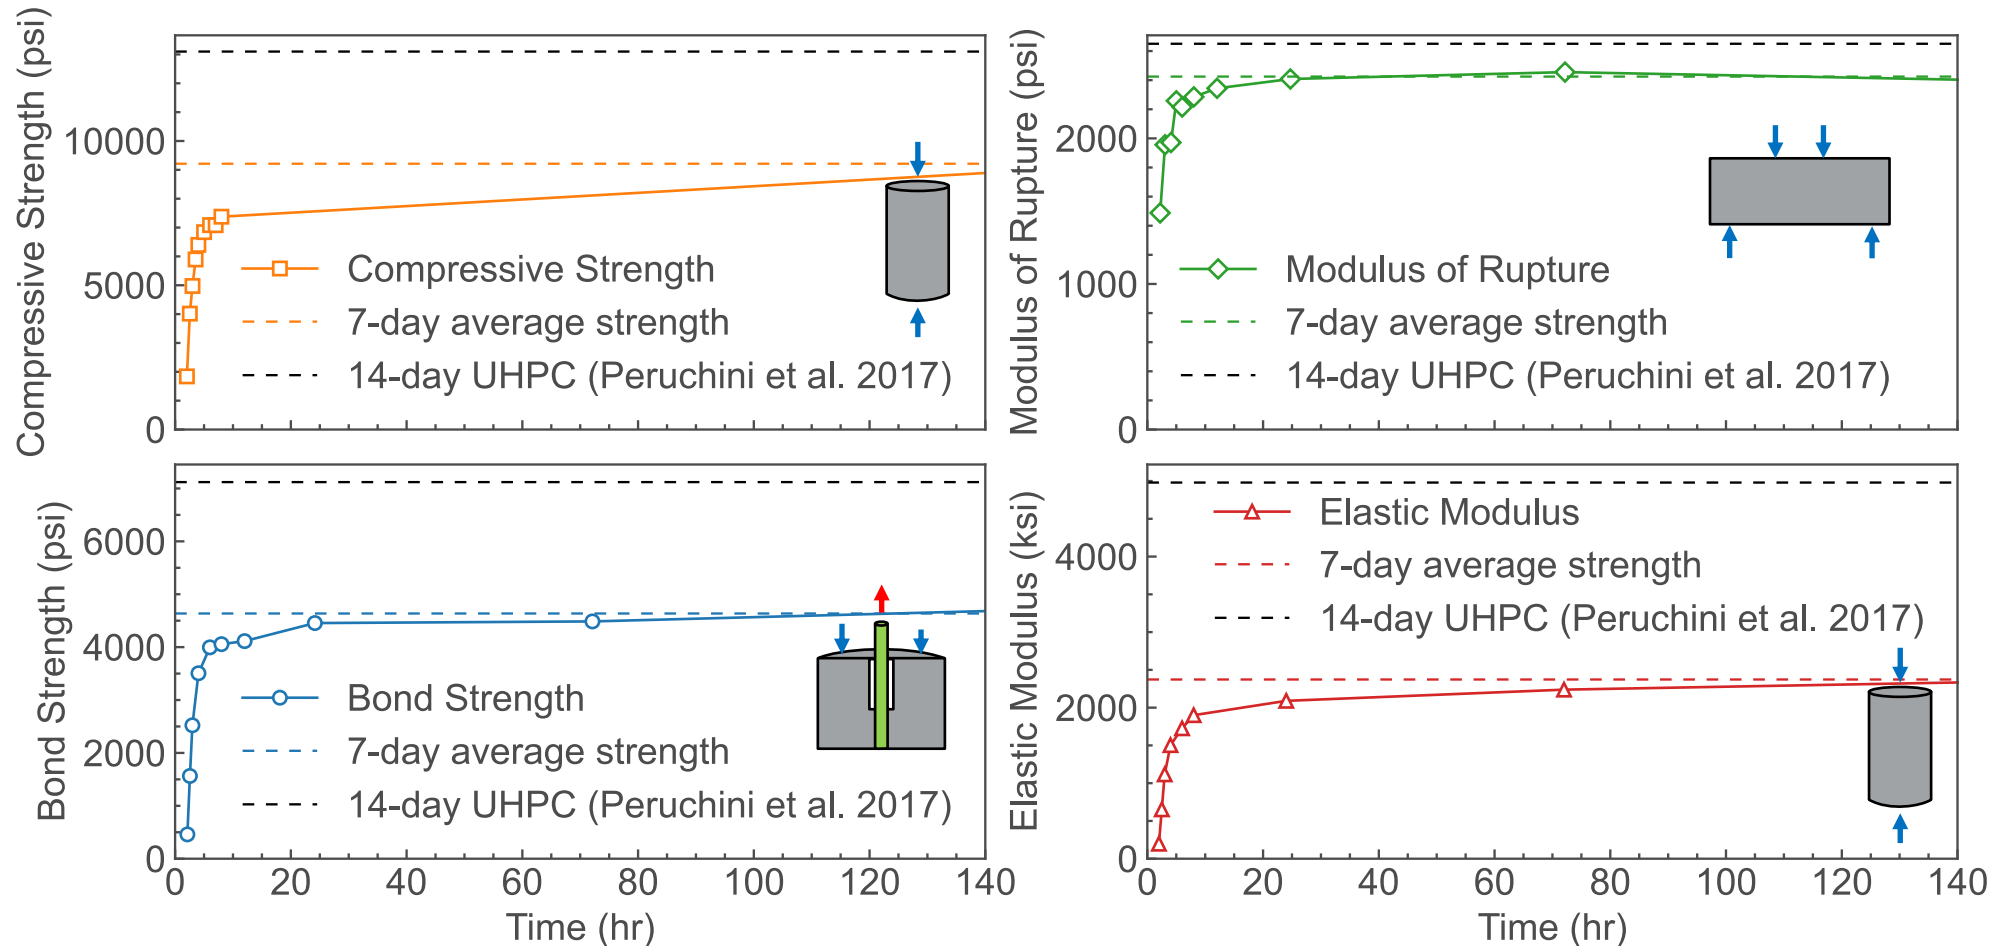 Compressive Strength (psi)
10000
5000
0
Compressive Strength
7-day average strength
14-day UHPC (Peruchini et al. 2017)
Modulus of Rupture (psi)
2000
1000
0
Modulus of Rupture
7-day average strength
14-day UHPC (Peruchini et al. 2017)
Bond Strength (psi)
6000
4000
2000
0
Bond Strength
7-day average strength
14-day UHPC (Peruchini et al. 2017)
0 20 40 60 80 100 120 140
Time (hr)
Elastic Modulus (ksi)
4000
2000
0
Elastic Modulus
7-day average strength
14-day UHPC (Peruchini et al. 2017)
0 20 40 60 80 100 120 140
Time (hr)